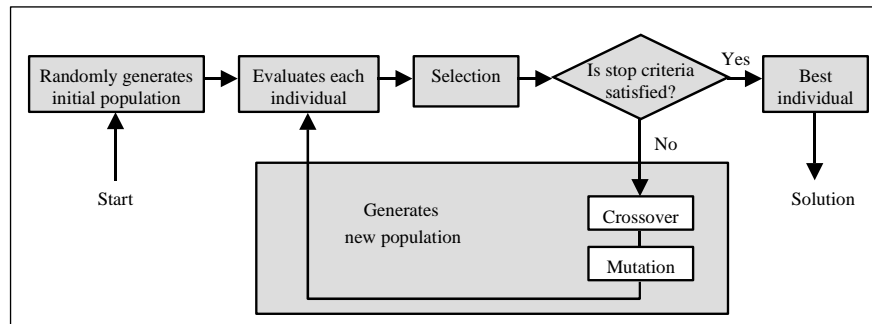 Randomly generates
initial population
Evaluates each
individual
Selection
Is stop criteria
satisfied?
Yes
Best
individual
No
Start
Solution
Generates
new population
Crossover
Mutation